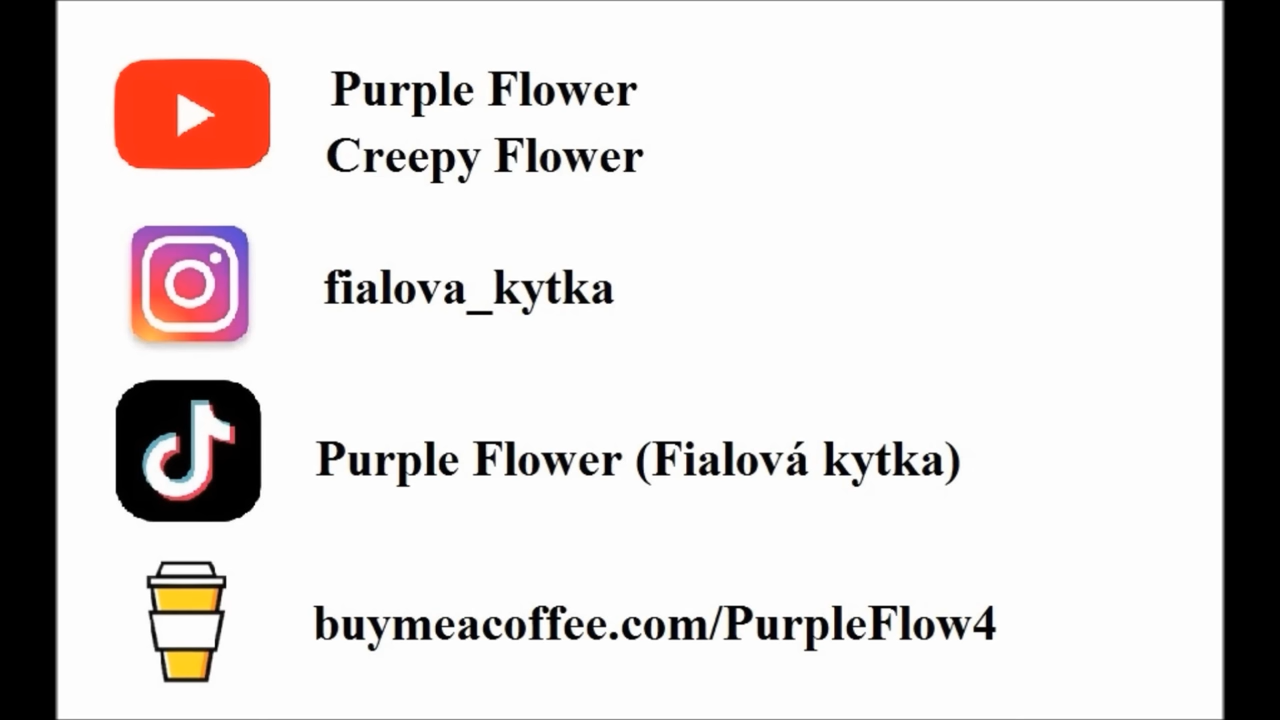 Purple Flower
Creepy Flower
fialova_kytka
Purple Flower (Fialová kytka)
buymeacoffee.com/PurpleFlow4